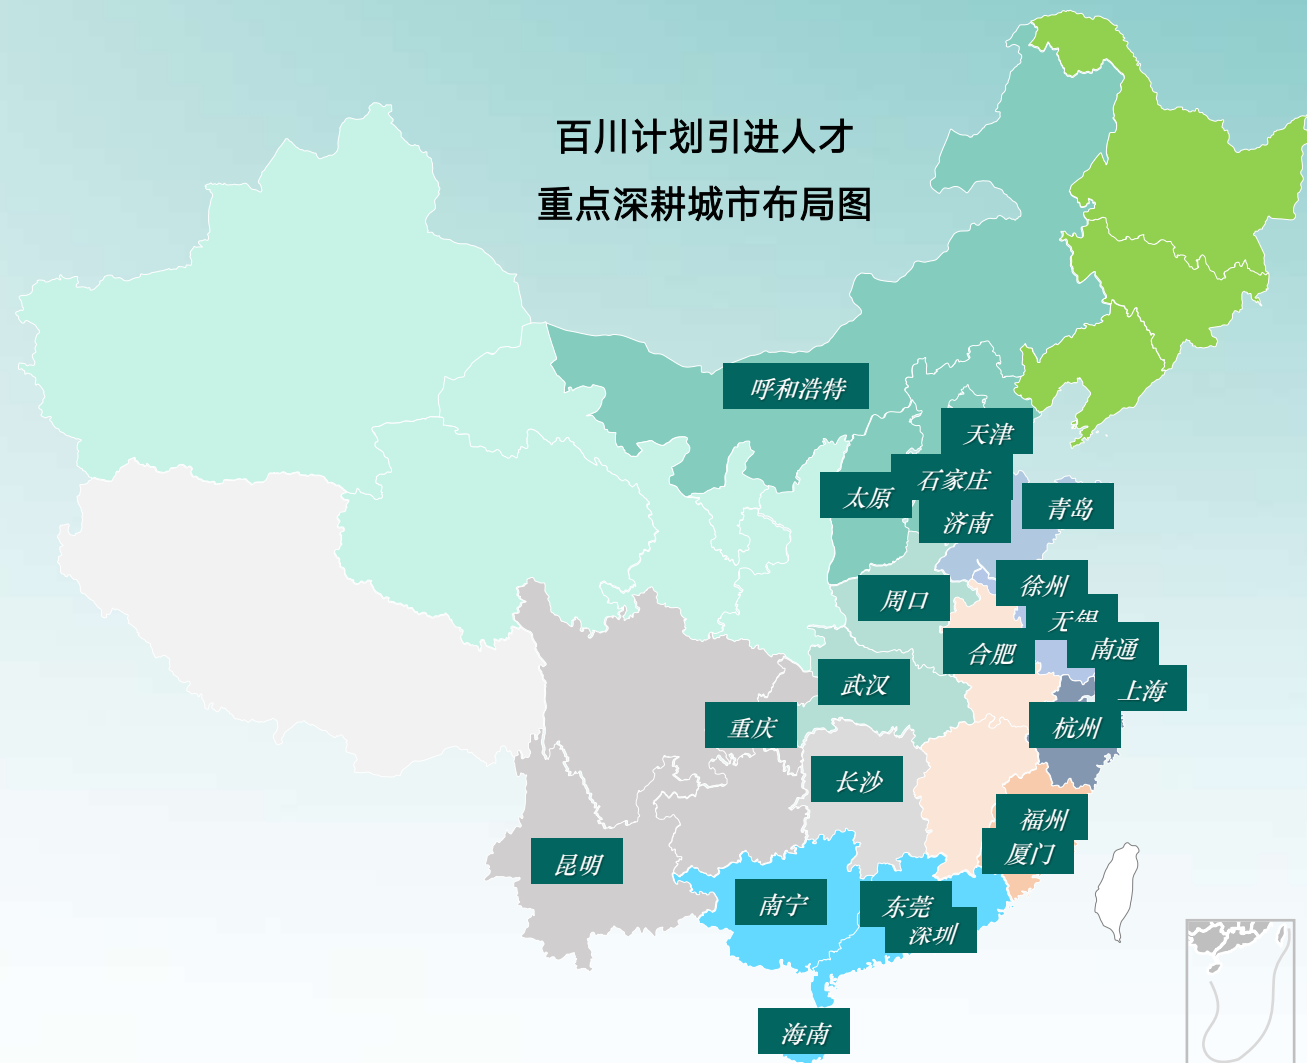 百川计划引进人才
重点深耕城市布局图
呼和浩特
天津
石家庄
太原
青岛
济南
徐州
周口
无锡
南通
合肥
武汉
上海
重庆
杭州
长沙
福州
厦门
昆明
南宁
东莞
深圳
海南